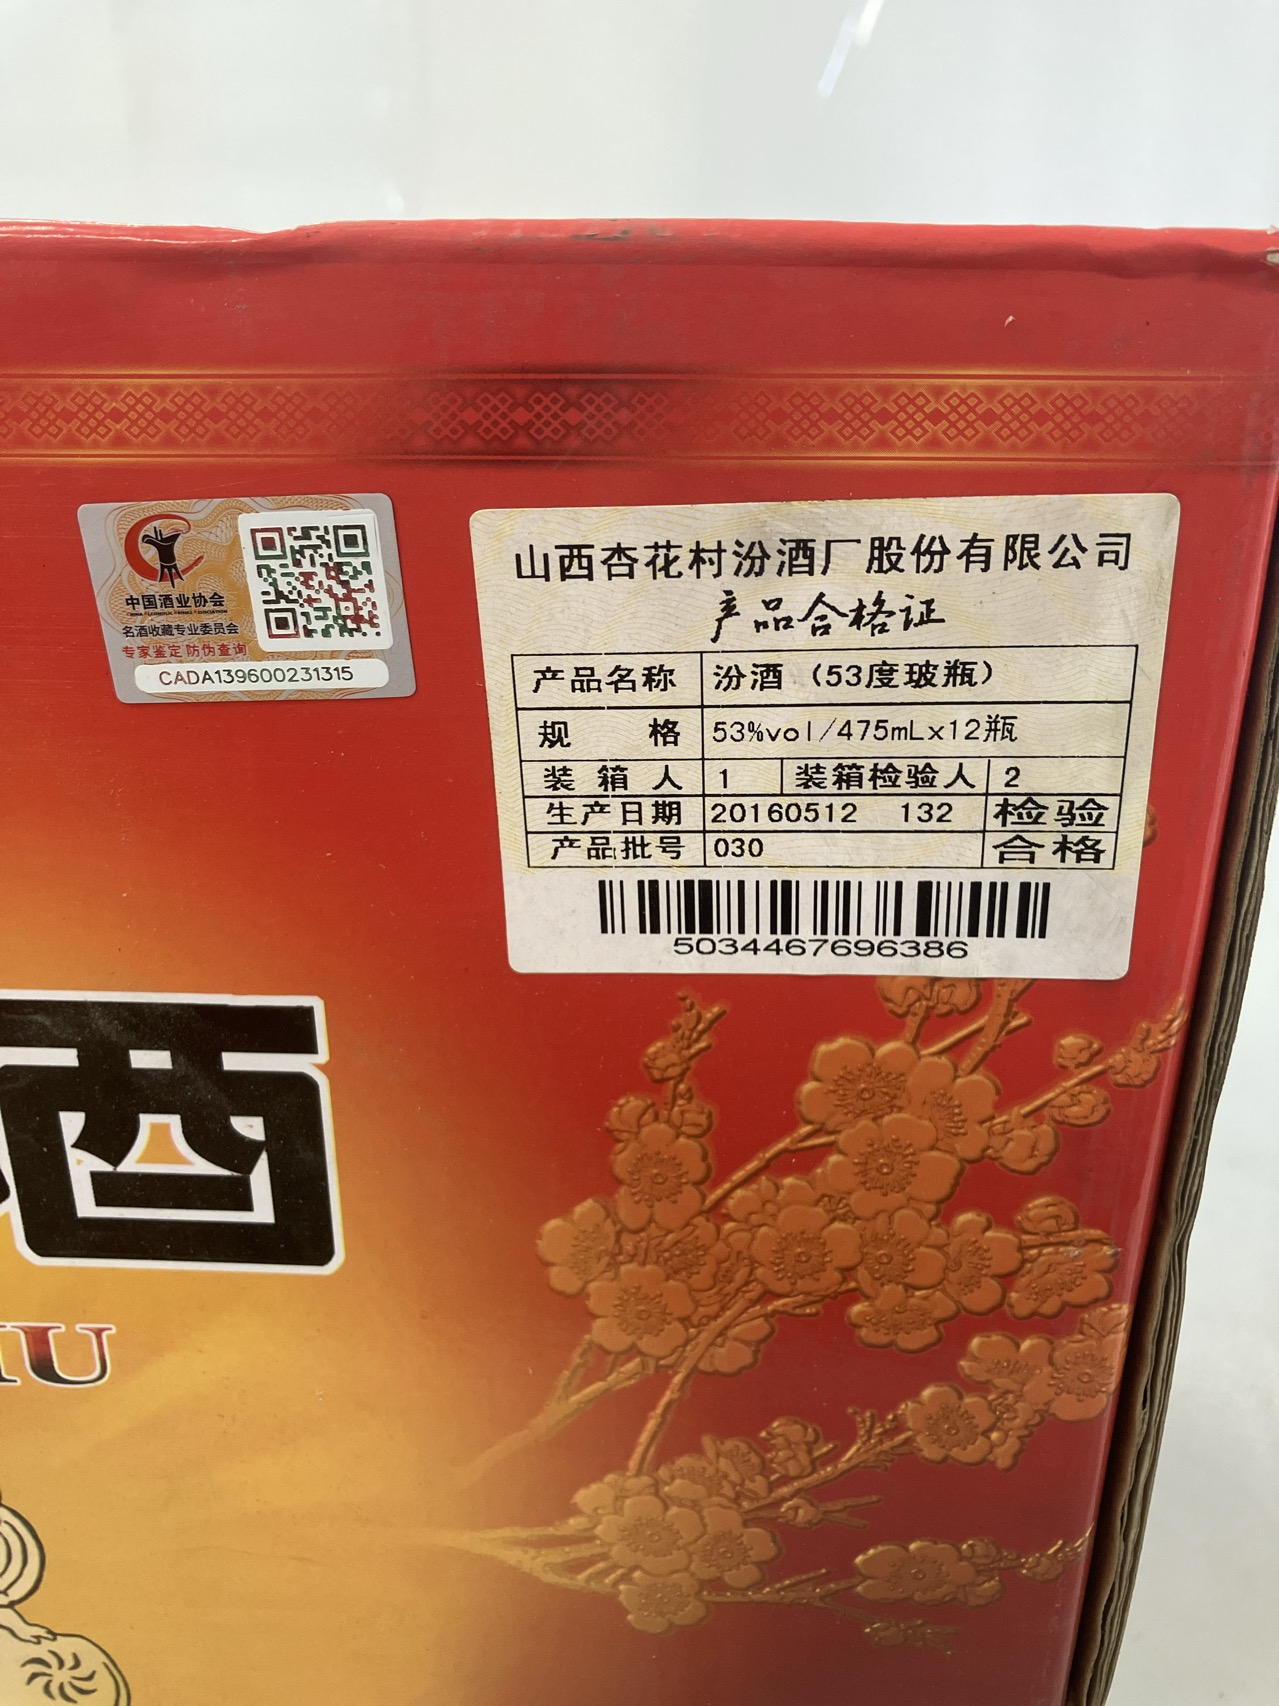 中国酒业协会
名酒收藏专业委员会
专家鉴定 防伪查询
CADA139600231315
山西杏花村汾酒厂股份有限公司
产品合格证
产品名称 汾酒（53度玻瓶）
规格 53%vol/475mLx12瓶
装箱人 1 装箱检验人 2
生产日期 20160512 132 检验
产品批号 030 合格
5034467696386
酒
IU